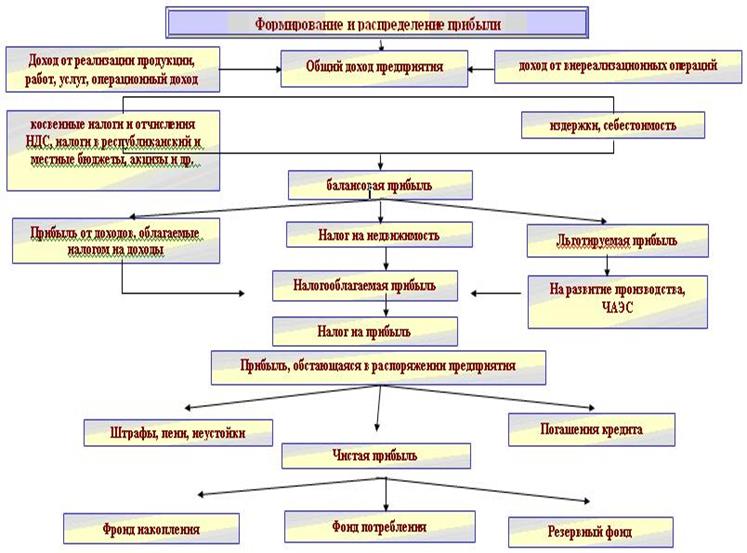 Формирование и распределение прибыли
Доход от реализации продукции,
работ, услуг, операционный доход
Общий доход предприятия
доход от внереализационных операций
косвенные налоги и отчисления
НДС, налоги в республиканский и
местные бюджеты, акцизы и др.
издержки, себестоимость
балансовая прибыль
Прибыль от доходов, облагаемые
налогом на доходы
Налог на недвижимость
Льготируемая прибыль
Налогооблагаемая прибыль
На развитие производства,
ЧАЭС
Налог на прибыль
Прибыль, обстающаяся в распоряжении предприятия
Штрафы, пени, неустойки
Погашения кредита
Чистая прибыль
Фронд накопления
Фонд потребления
Резервный фонд